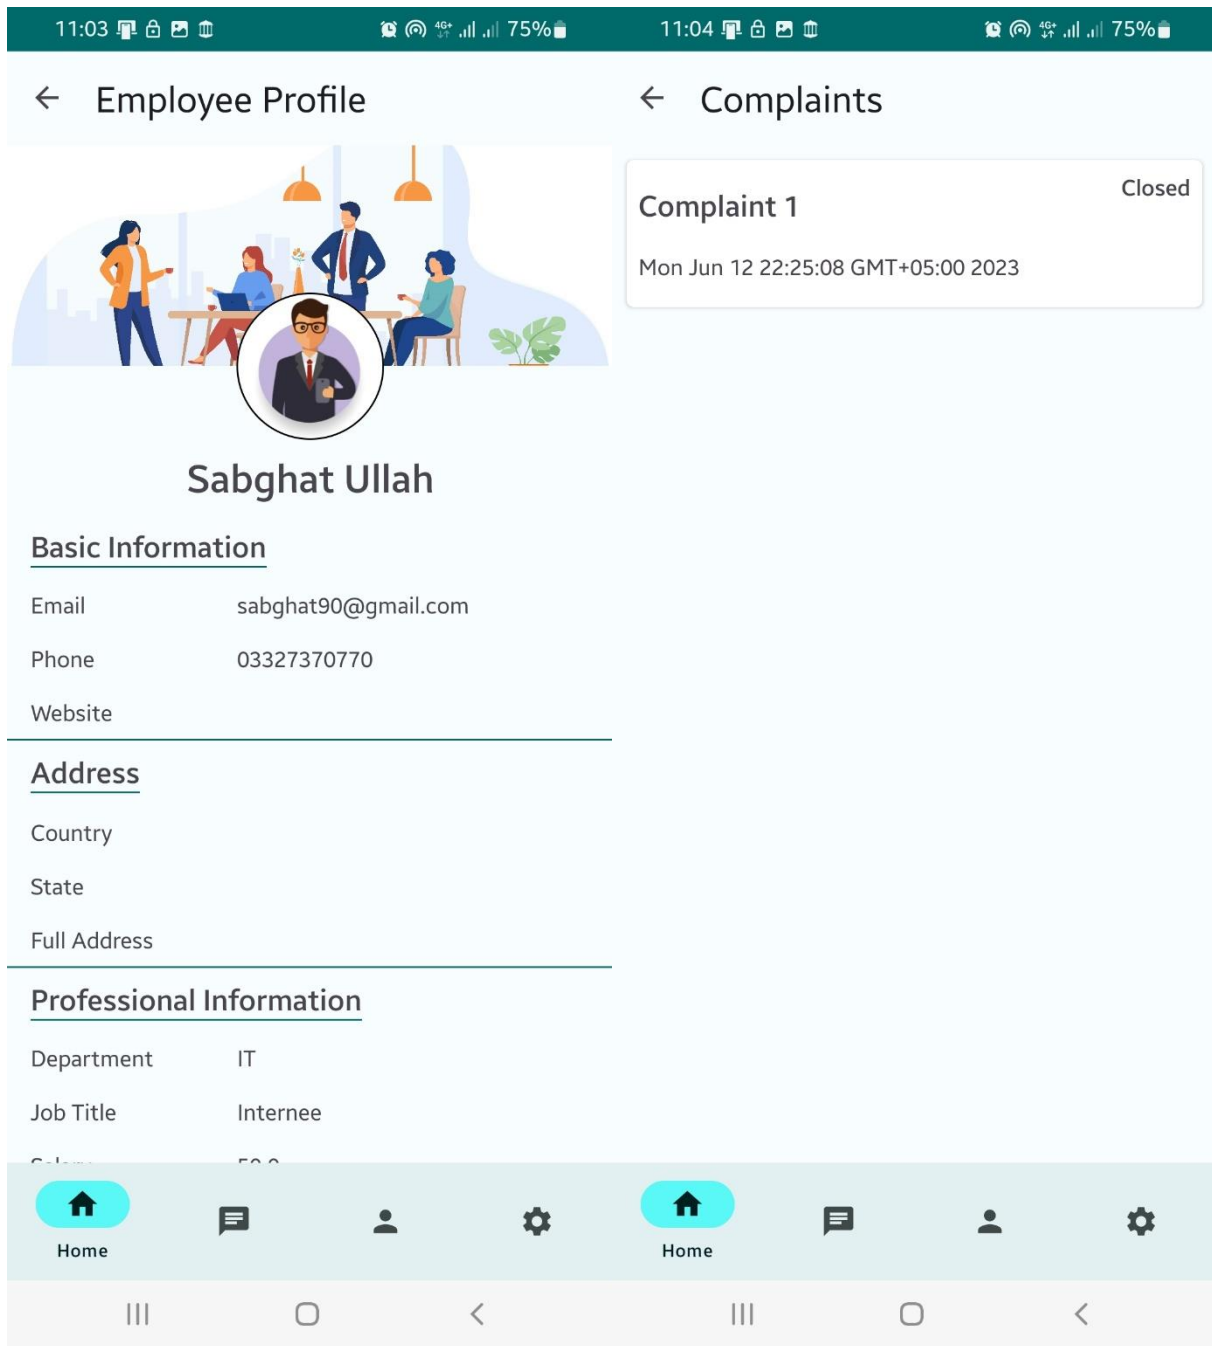 11:03
4G+
75%
Employee Profile
Sabghat Ullah
Basic Information
Email sabghat90@gmail.com
Phone 03327370770
Website
Address
Country
State
Full Address
Professional Information
Department IT
Job Title Internee
Home
11:04
4G+
75%
Complaints
Closed
Complaint 1
Mon Jun 12 22:25:08 GMT+05:00 2023
Home